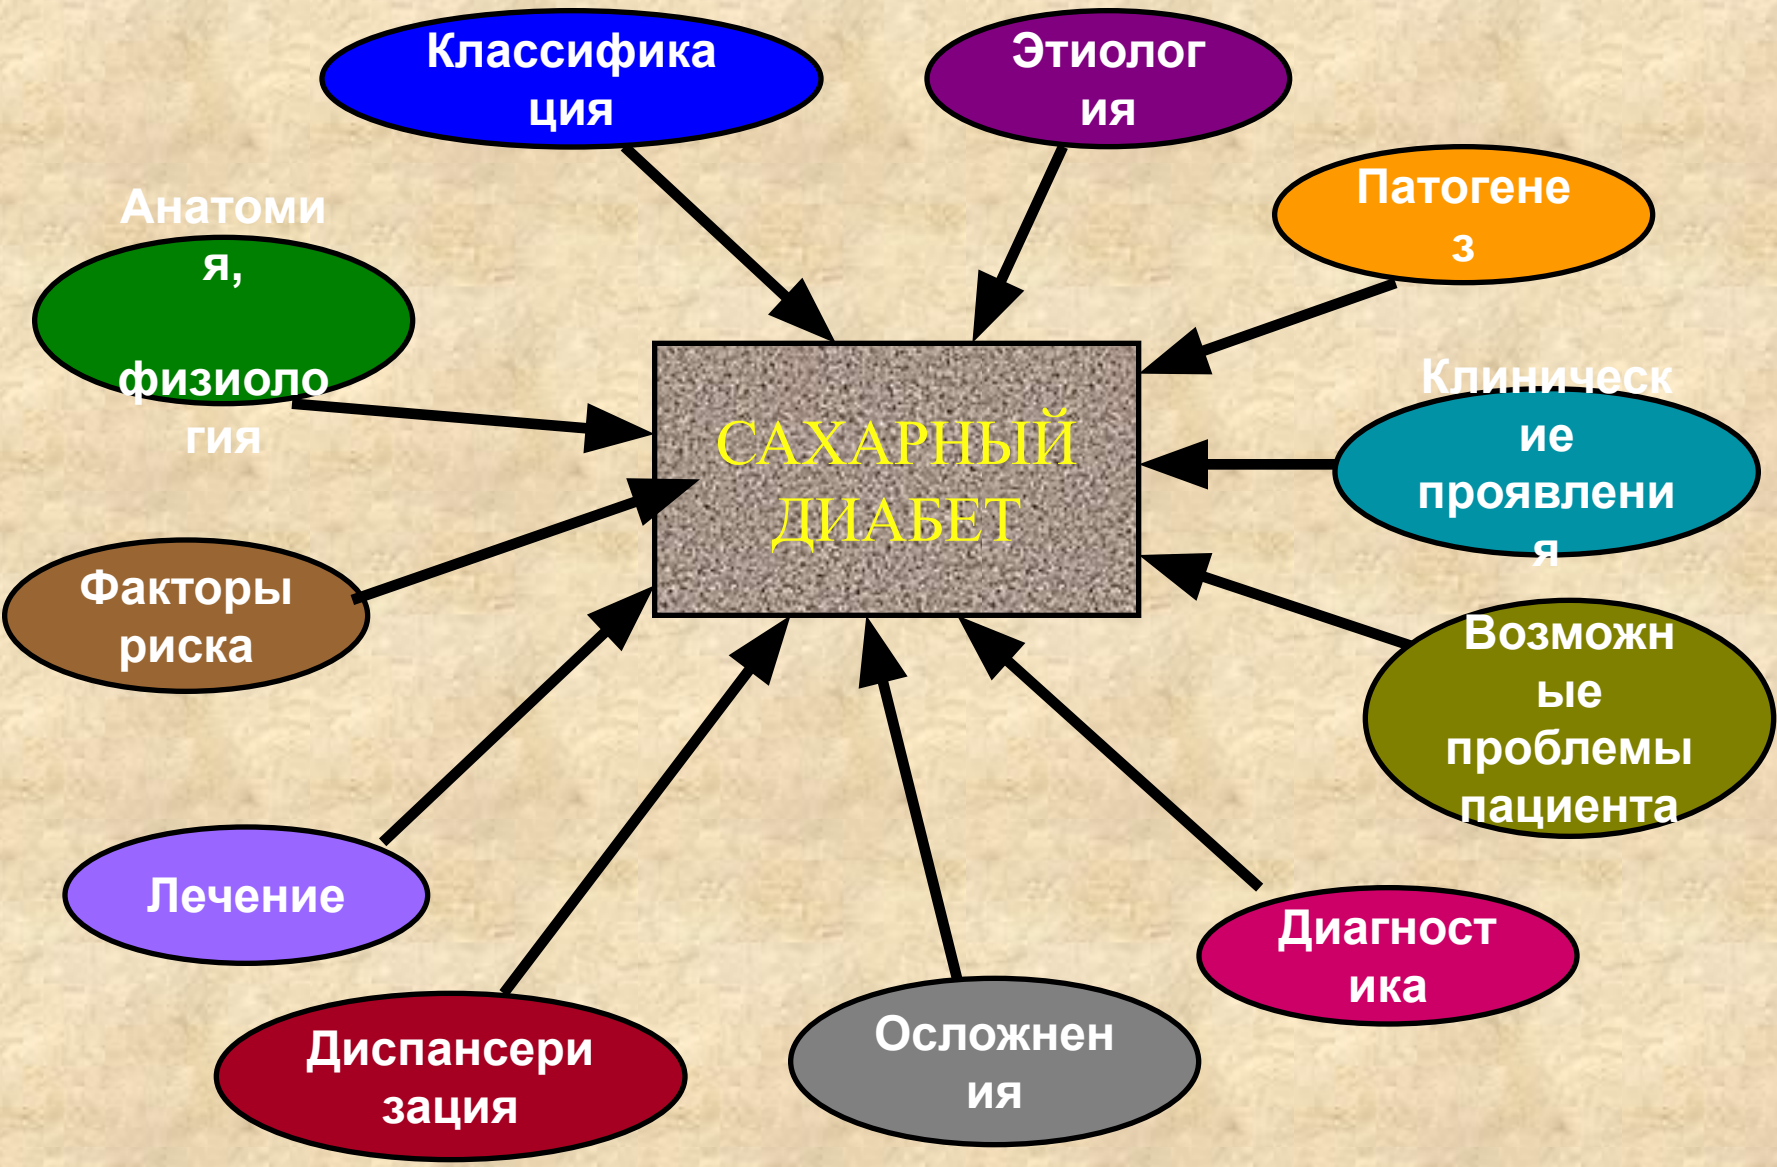 Классифика
ция
Этиолог
ия
Патогене
з
Анатоми
я,
физиоло
гия
Клиническ
ие
проявлени
я
САХАРНЫЙ
ДИАБЕТ
Факторы
риска
Возможн
ые
проблемы
пациента
Лечение
Диагност
ика
Диспансери
зация
Осложнен
ия